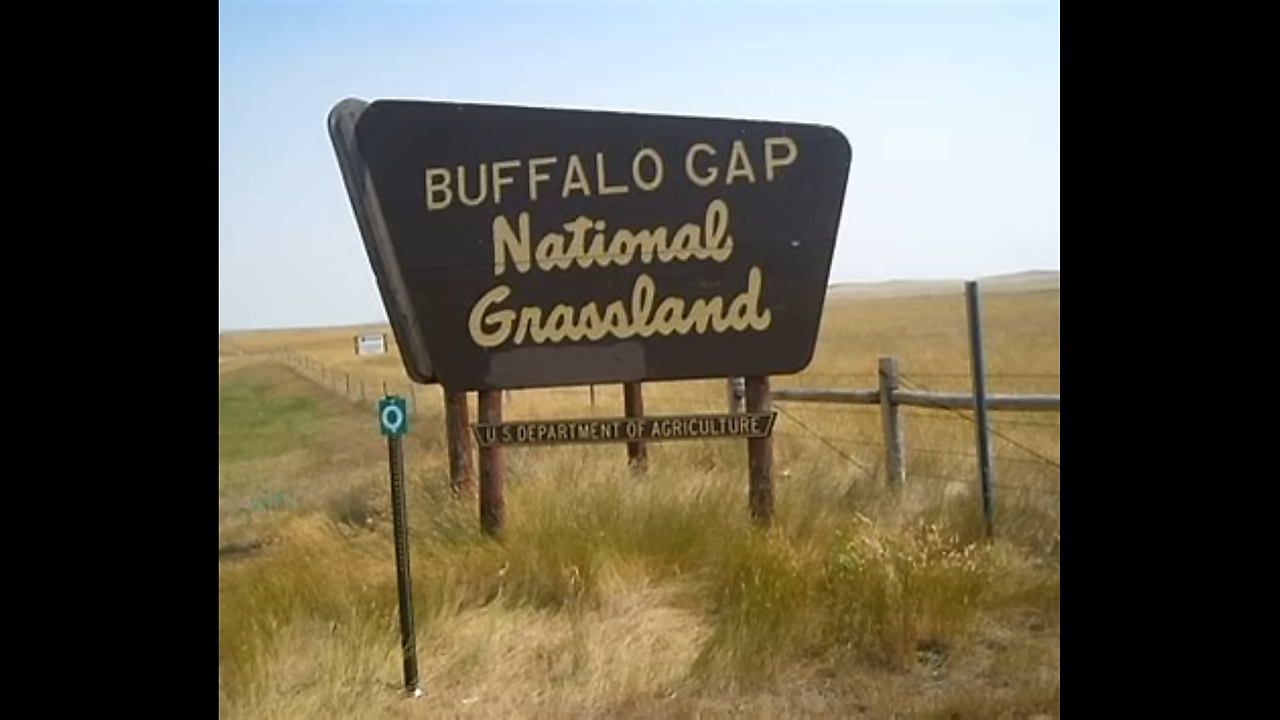 BUFFALO GAP
National
Grassland
U S DEPARTMENT OF AGRICULTURE